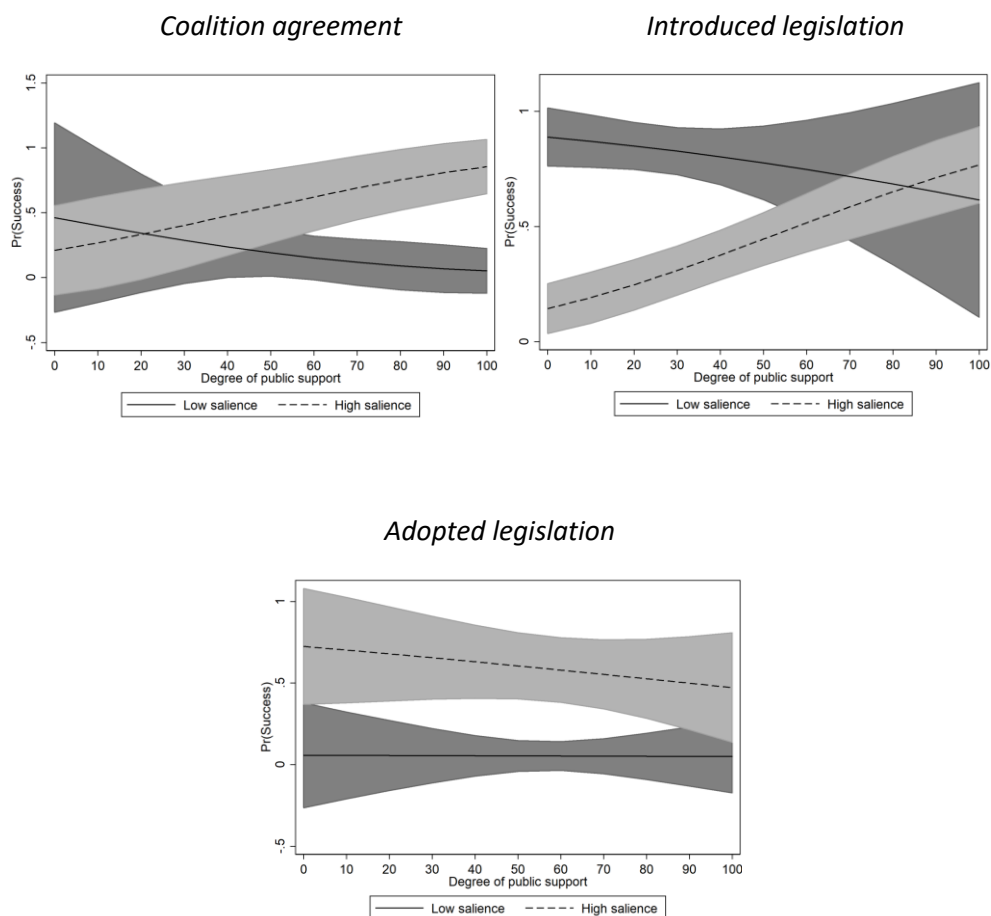 Coalition agreement
Introduced legislation
1.5
1
.5
0
-.5
Pr(Success)
0 10 20 30 40 50 60 70 80 90 100
Degree of public support
Low salience High salience
1
.5
0
Pr(Success)
0 10 20 30 40 50 60 70 80 90 100
Degree of public support
Low salience High salience
Adopted legislation
1
.5
0
-.5
Pr(Success)
0 10 20 30 40 50 60 70 80 90 100
Degree of public support
Low salience High salience